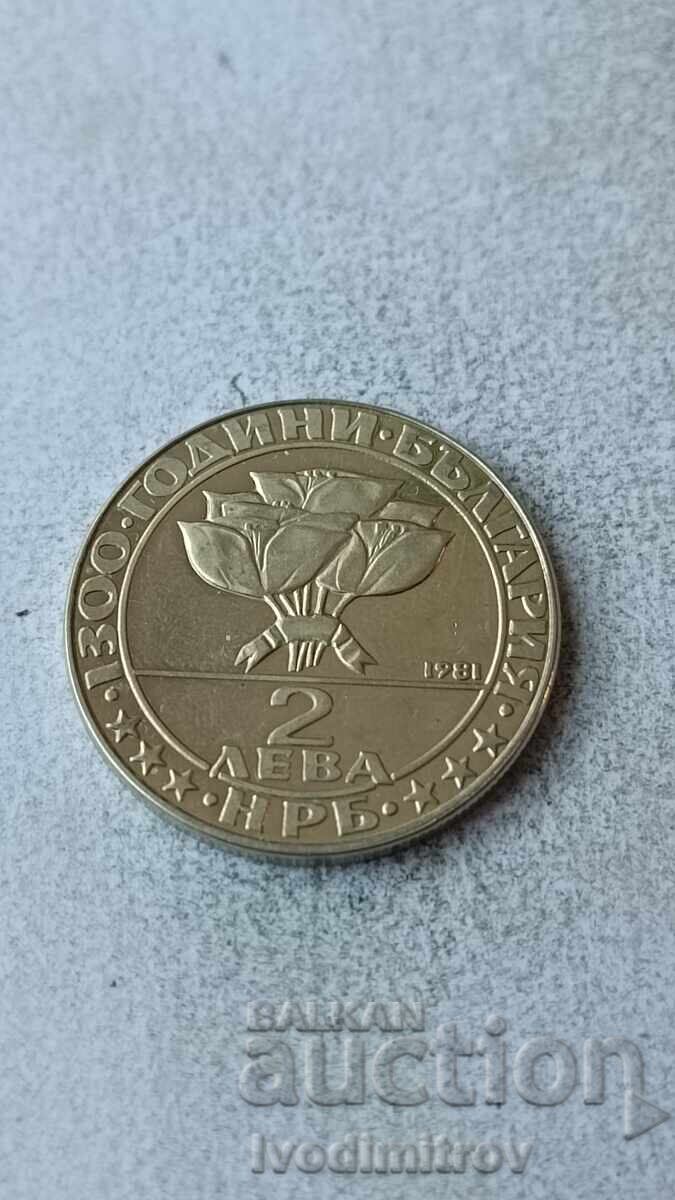 1300·ГОДИНИ·БЪЛГАРИЯ·
1981
2
ЛЕВА
·НРБ·
BALKAN
auction
Ivodimitrov